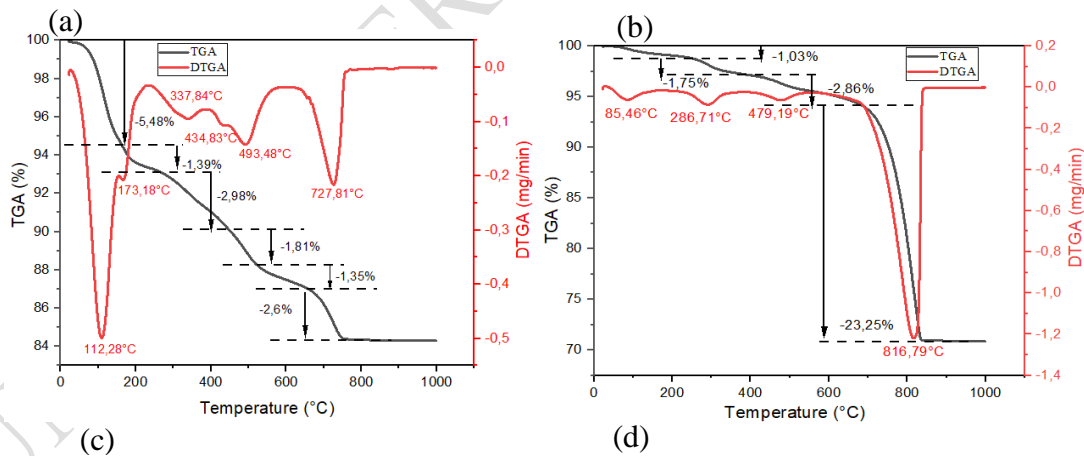 (a)
(b)
100
98
96
94
92
90
88
86
84
TGA (%)
0
200
400
600
800
1000
Temperature (°C)
0,0
-0,1
-0,2
-0,3
-0,4
-0,5
DTGA (mg/min)
TGA
DTGA
-5,48%
-1,39%
-2,98%
-1,81%
-1,35%
-2,6%
112,28°C
173,18°C
337,84°C
434,83°C
493,48°C
727,81°C
100
95
90
85
80
75
70
TGA (%)
0
200
400
600
800
1000
Temperature (°C)
0,2
0,0
-0,2
-0,4
-0,6
-0,8
-1,0
-1,2
-1,4
DTGA (mg/min)
TGA
DTGA
-1,03%
-1,75%
-2,86%
-23,25%
85,46°C
286,71°C
479,19°C
816,79°C
(c)
(d)